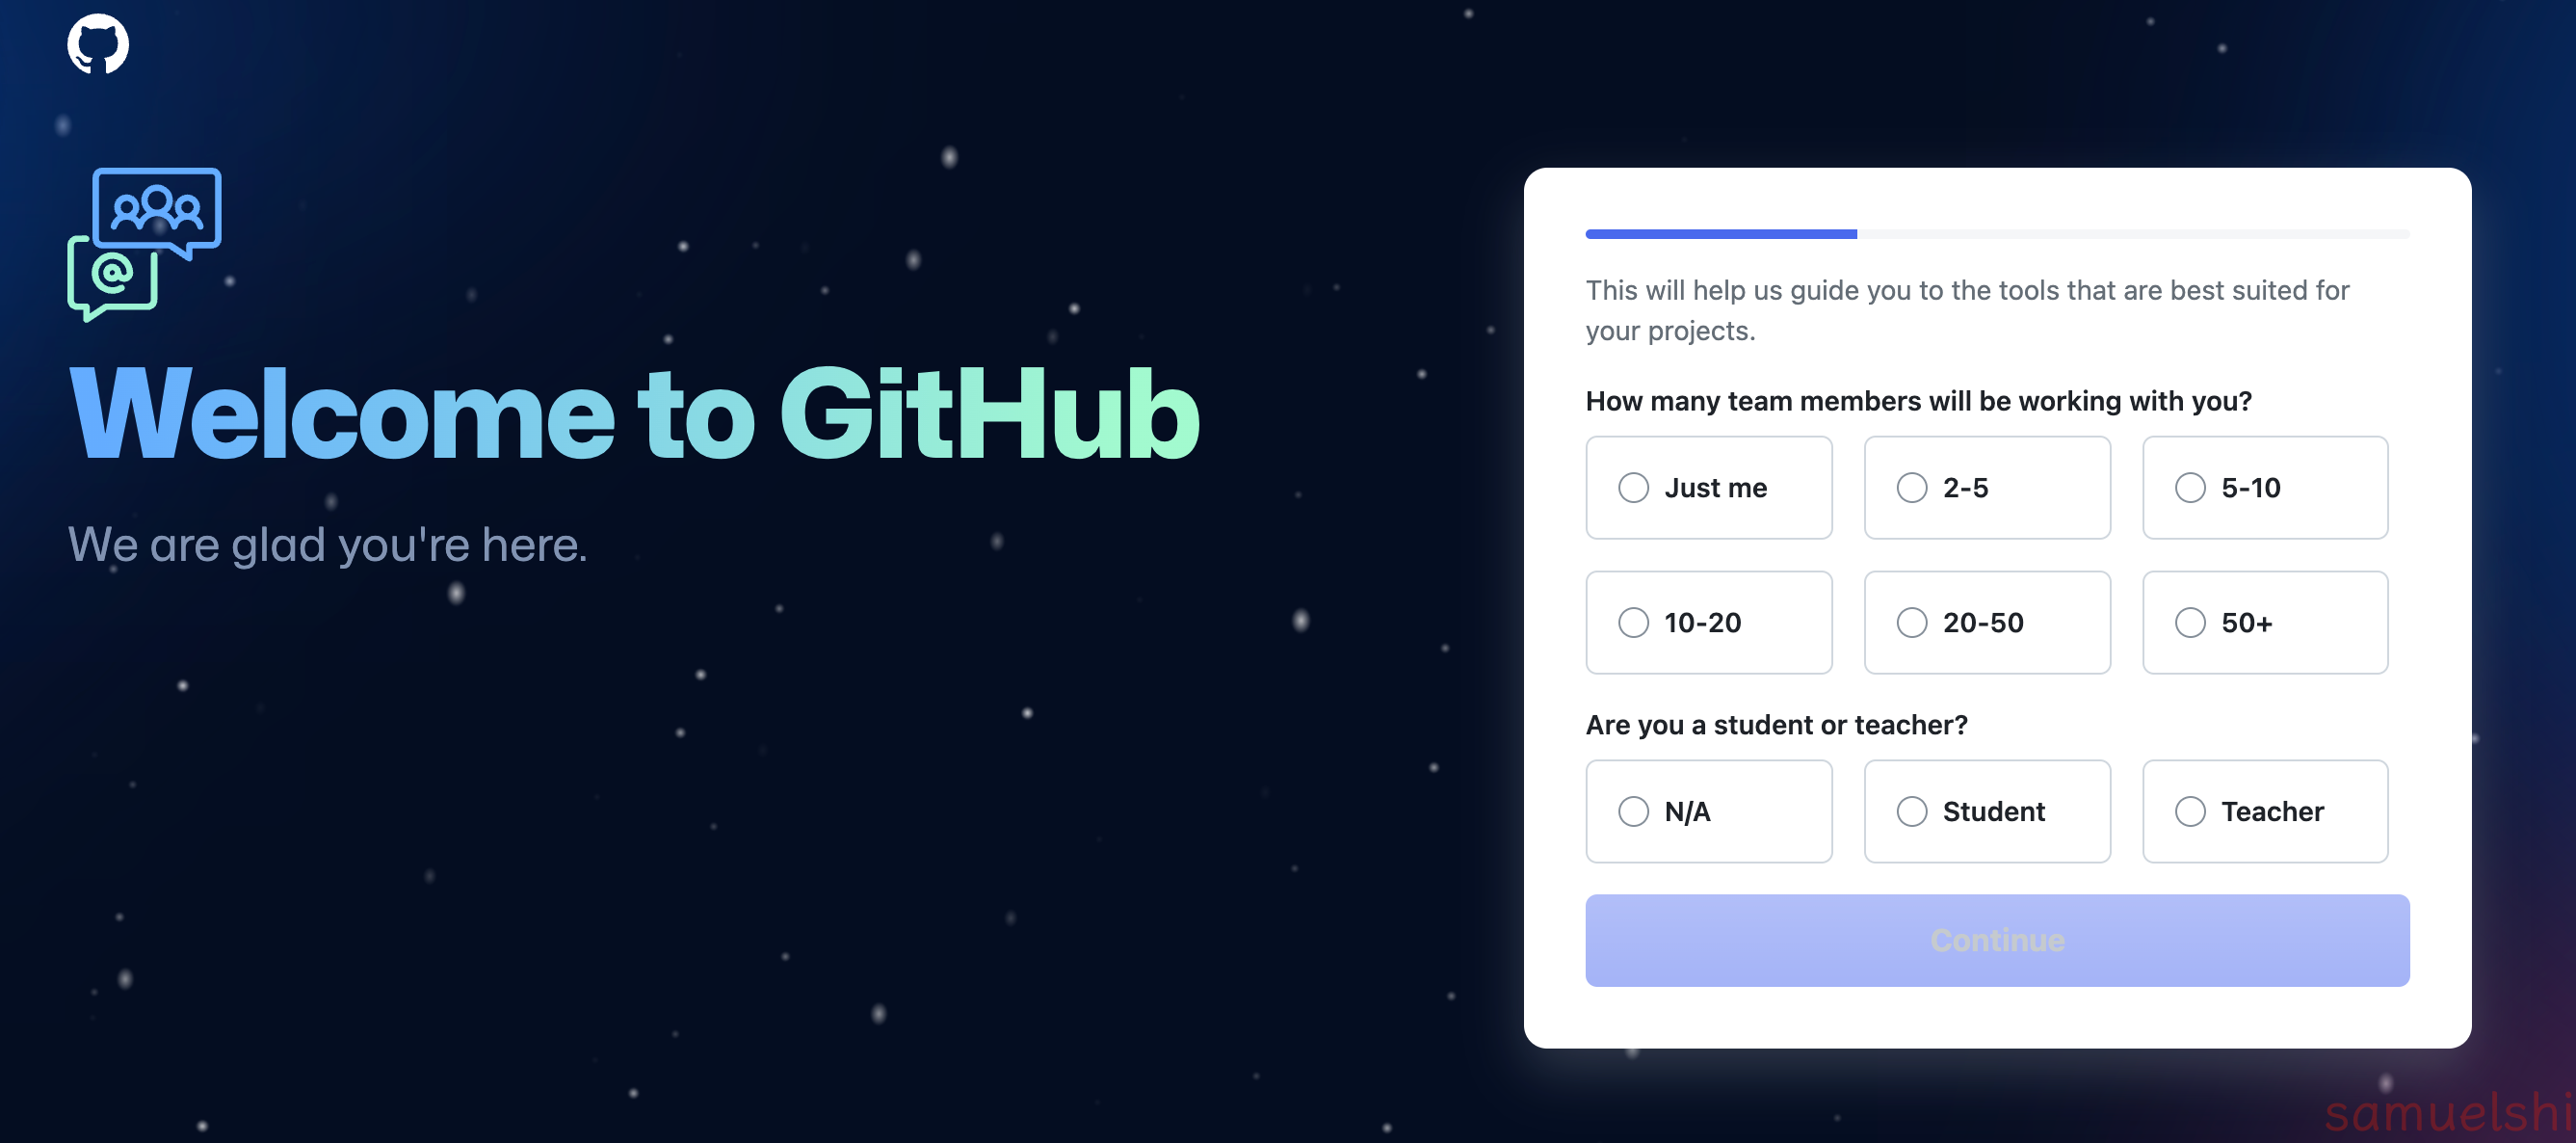 Welcome to GitHub
We are glad you're here.
This will help us guide you to the tools that are best suited for
your projects.
How many team members will be working with you?
Just me
2-5
5-10
10-20
20-50
50+
Are you a student or teacher?
N/A
Student
Teacher
Continue
samuelshi